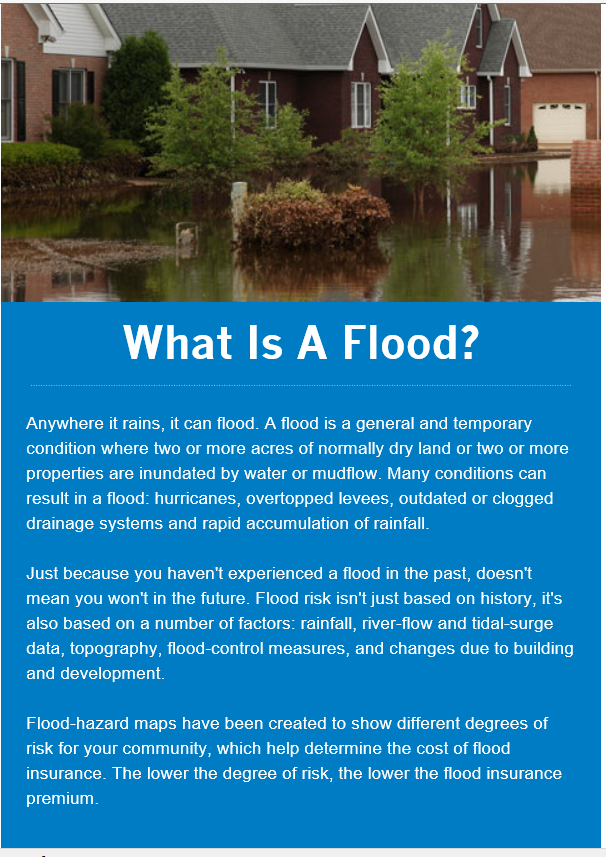 What Is A Flood?
Anywhere it rains, it can flood. A flood is a general and temporary
condition where two or more acres of normally dry land or two or more
properties are inundated by water or mudflow. Many conditions can
result in a flood: hurricanes, overtopped levees, outdated or clogged
drainage systems and rapid accumulation of rainfall.
Just because you haven't experienced a flood in the past, doesn't
mean you won't in the future. Flood risk isn't just based on history, it's
also based on a number of factors: rainfall, river-flow and tidal-surge
data, topography, flood-control measures, and changes due to building
and development.
Flood-hazard maps have been created to show different degrees of
risk for your community, which help determine the cost of flood
insurance. The lower the degree of risk, the lower the flood insurance
premium.